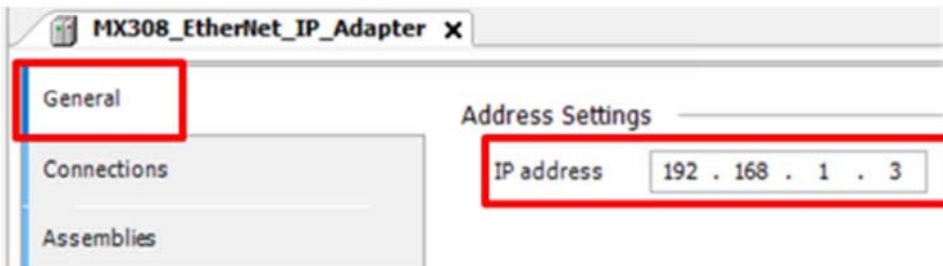 MX308_EtherNet_IP_Adapter
General
Address Settings
IP address 192 . 168 . 1 . 3
Connections
Assemblies